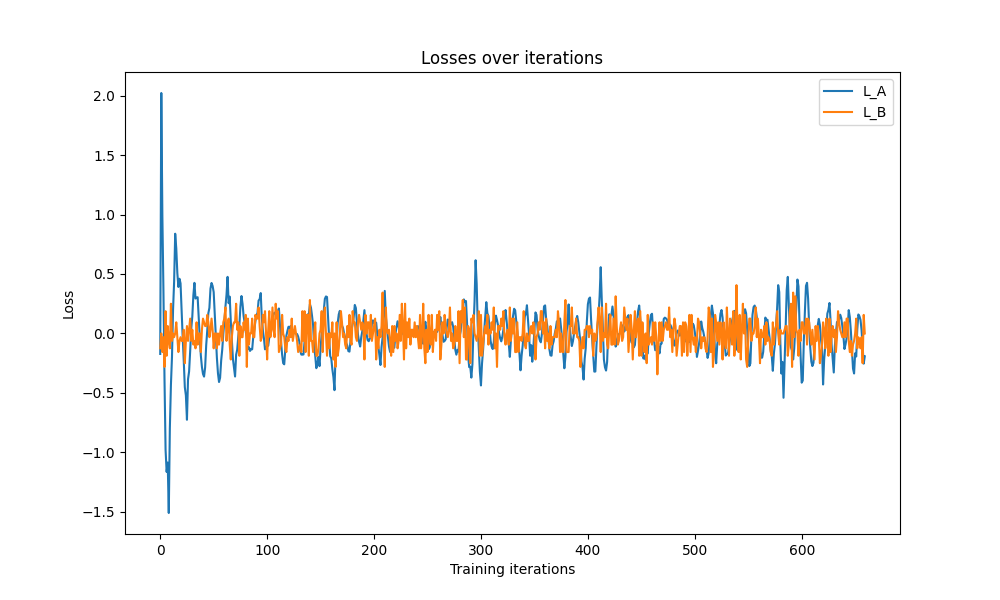 Losses over iterations
L_A
L_B
2.0
1.5
1.0
0.5
0.0
−0.5
−1.0
−1.5
Loss
0 100 200 300 400 500 600
Training iterations